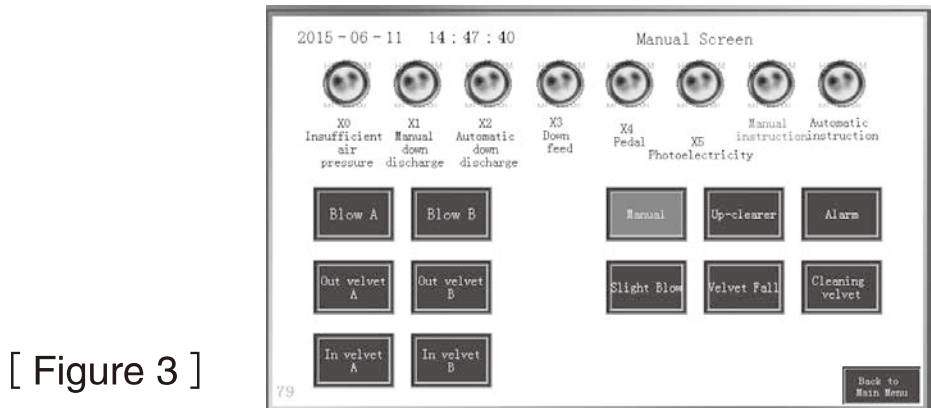 2015-06-11 14:47:40 Manual Screen
X0 X1 X2 X3 X4 X5 Manual Automatic
Insufficient Manual Automatic Down Pedal Photoelectricity instruction instruction
air down down feed
pressure discharge discharge
Blow A Blow B Manual Up-clearer Alarm
Out velvet Out velvet Slight Blow Velvet Fall Cleaning
A B velvet
In velvet In velvet
A B
Back to
Main Menu
79
[ Figure 3 ]